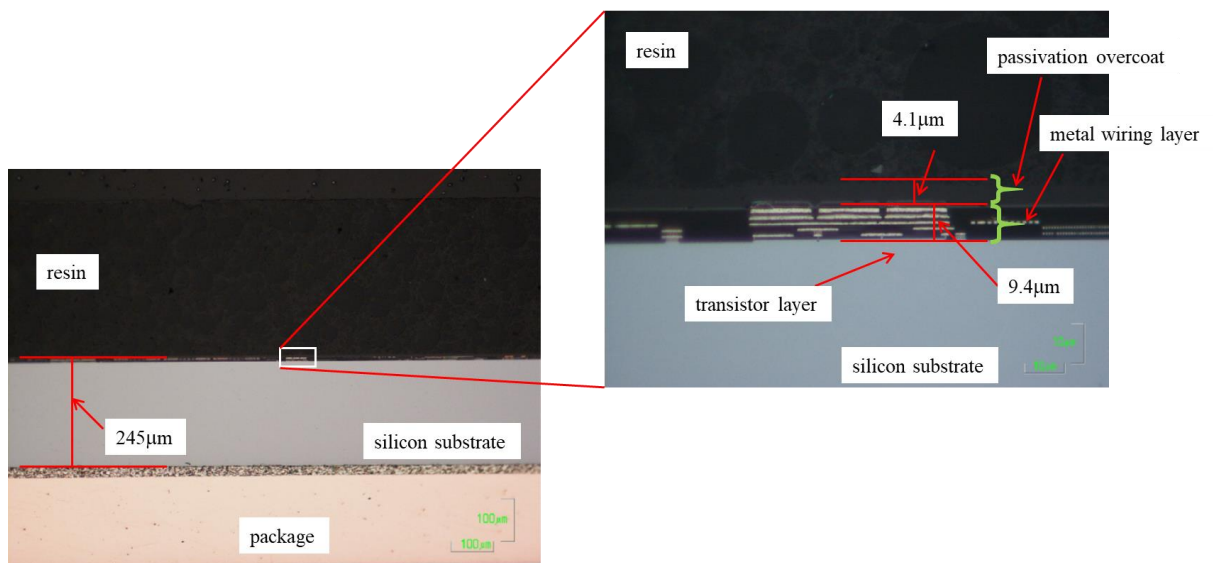 resin
passivation overcoat
4.1μm
metal wiring layer
resin
transistor layer
9.4μm
silicon substrate
245μm
silicon substrate
package
100μm
100μm